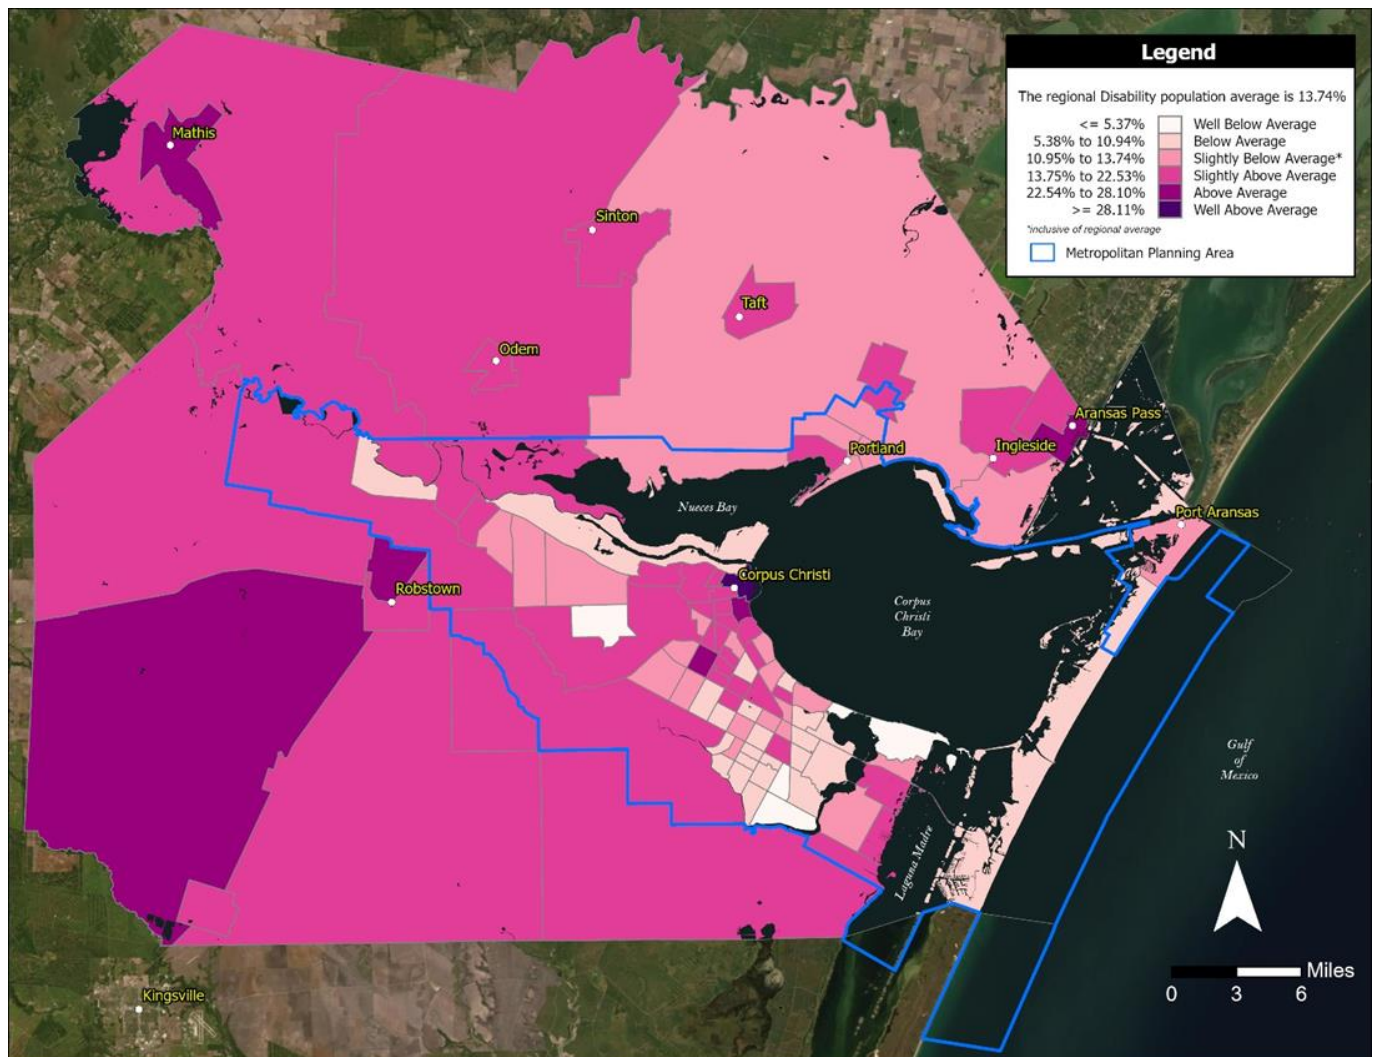 Legend
The regional Disability population average is 13.74%
<= 5.37% Well Below Average
5.38% to 10.94% Below Average
10.95% to 13.74% Slightly Below Average*
13.75% to 22.53% Slightly Above Average
22.54% to 28.10% Above Average
>= 28.11% Well Above Average
*inclusive of regional average
Metropolitan Planning Area
Mathis
Sinton
Taft
Odem
Aransas Pass
Portland
Ingleside
Nueces Bay
Port Aransas
Corpus Christi
Robstown
Corpus
Christi
Bay
Gulf
of
Mexico
Laguna Madre
N
Miles
0 3 6
Kingsville